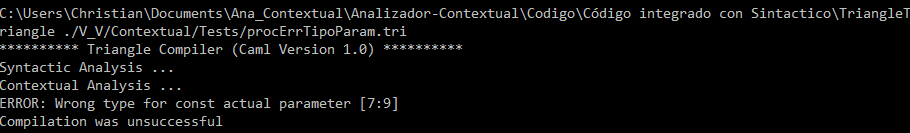 C:\Users\Christian\Documents\Ana_Contextual\Analizador-Contextual\Codigo\Código integrado con Sintactico\TriangleT
riangle ./V_V/Contextual/Tests/procErrTipoParam.tri
********** Triangle Compiler (Caml Version 1.0) **********
Syntactic Analysis ...
Contextual Analysis ...
ERROR: Wrong type for const actual parameter [7:9]
Compilation was unsuccessful